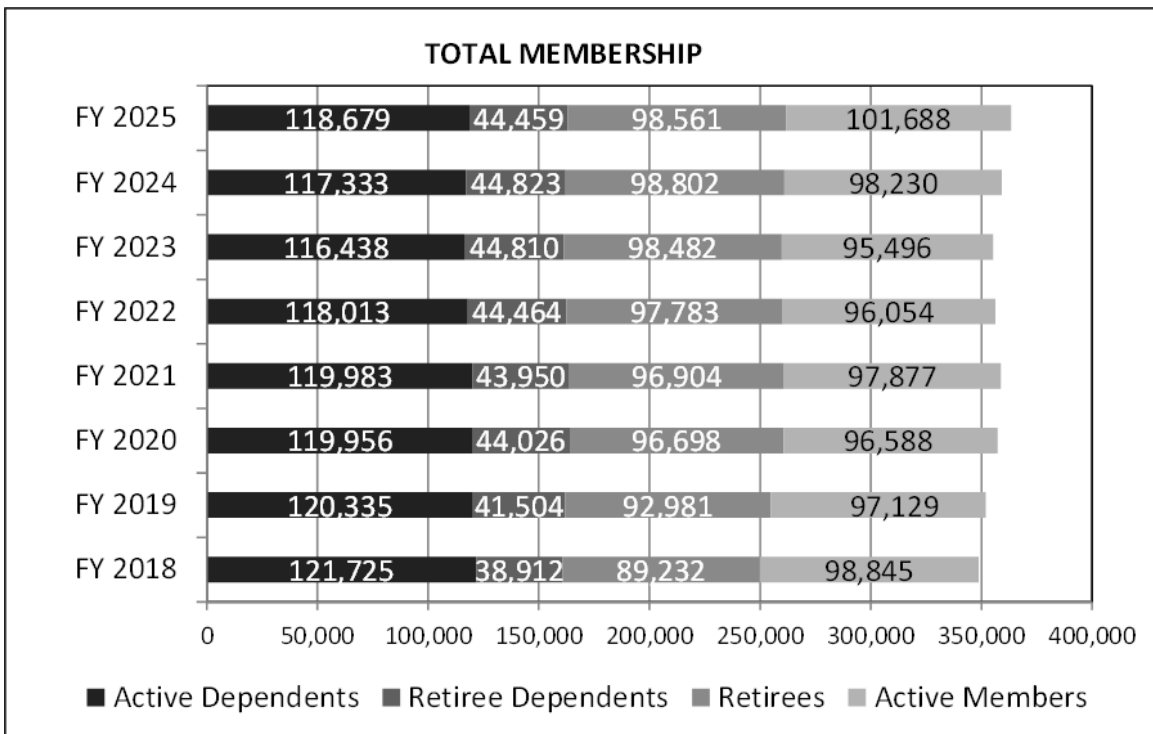 TOTAL MEMBERSHIP
FY 2025 118,679 44,459 98,561 101,688
FY 2024 117,333 44,823 98,802 98,230
FY 2023 116,438 44,810 98,482 95,496
FY 2022 118,013 44,464 97,783 96,054
FY 2021 119,983 43,950 96,904 97,877
FY 2020 119,956 44,026 96,698 96,588
FY 2019 120,335 41,504 92,981 97,129
FY 2018 121,725 38,912 89,232 98,845
0 50,000 100,000 150,000 200,000 250,000 300,000 350,000 400,000
Active Dependents Retiree Dependents Retirees Active Members